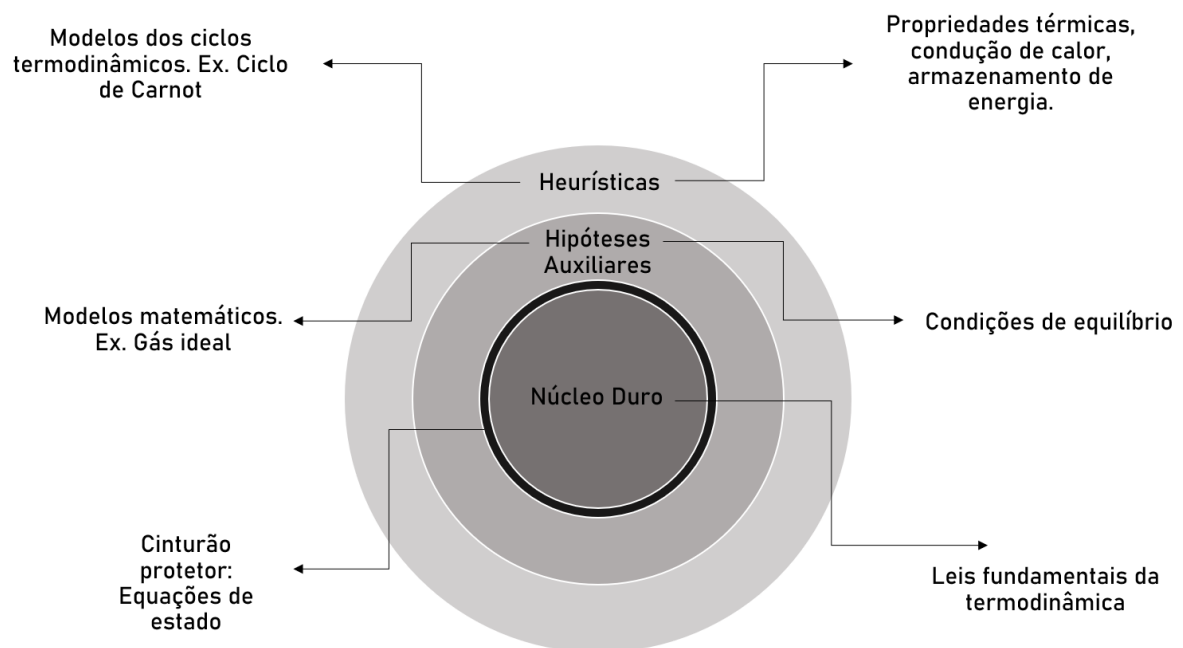 Modelos dos ciclos
termodinâmicos. Ex. Ciclo
de Carnot
Propriedades térmicas,
condução de calor,
armazenamento de
energia.
Heurísticas
Hipóteses
Auxiliares
Modelos matemáticos.
Ex. Gás ideal
Condições de equilíbrio
Núcleo Duro
Cinturão
protetor:
Equações de
estado
Leis fundamentais da
termodinâmica